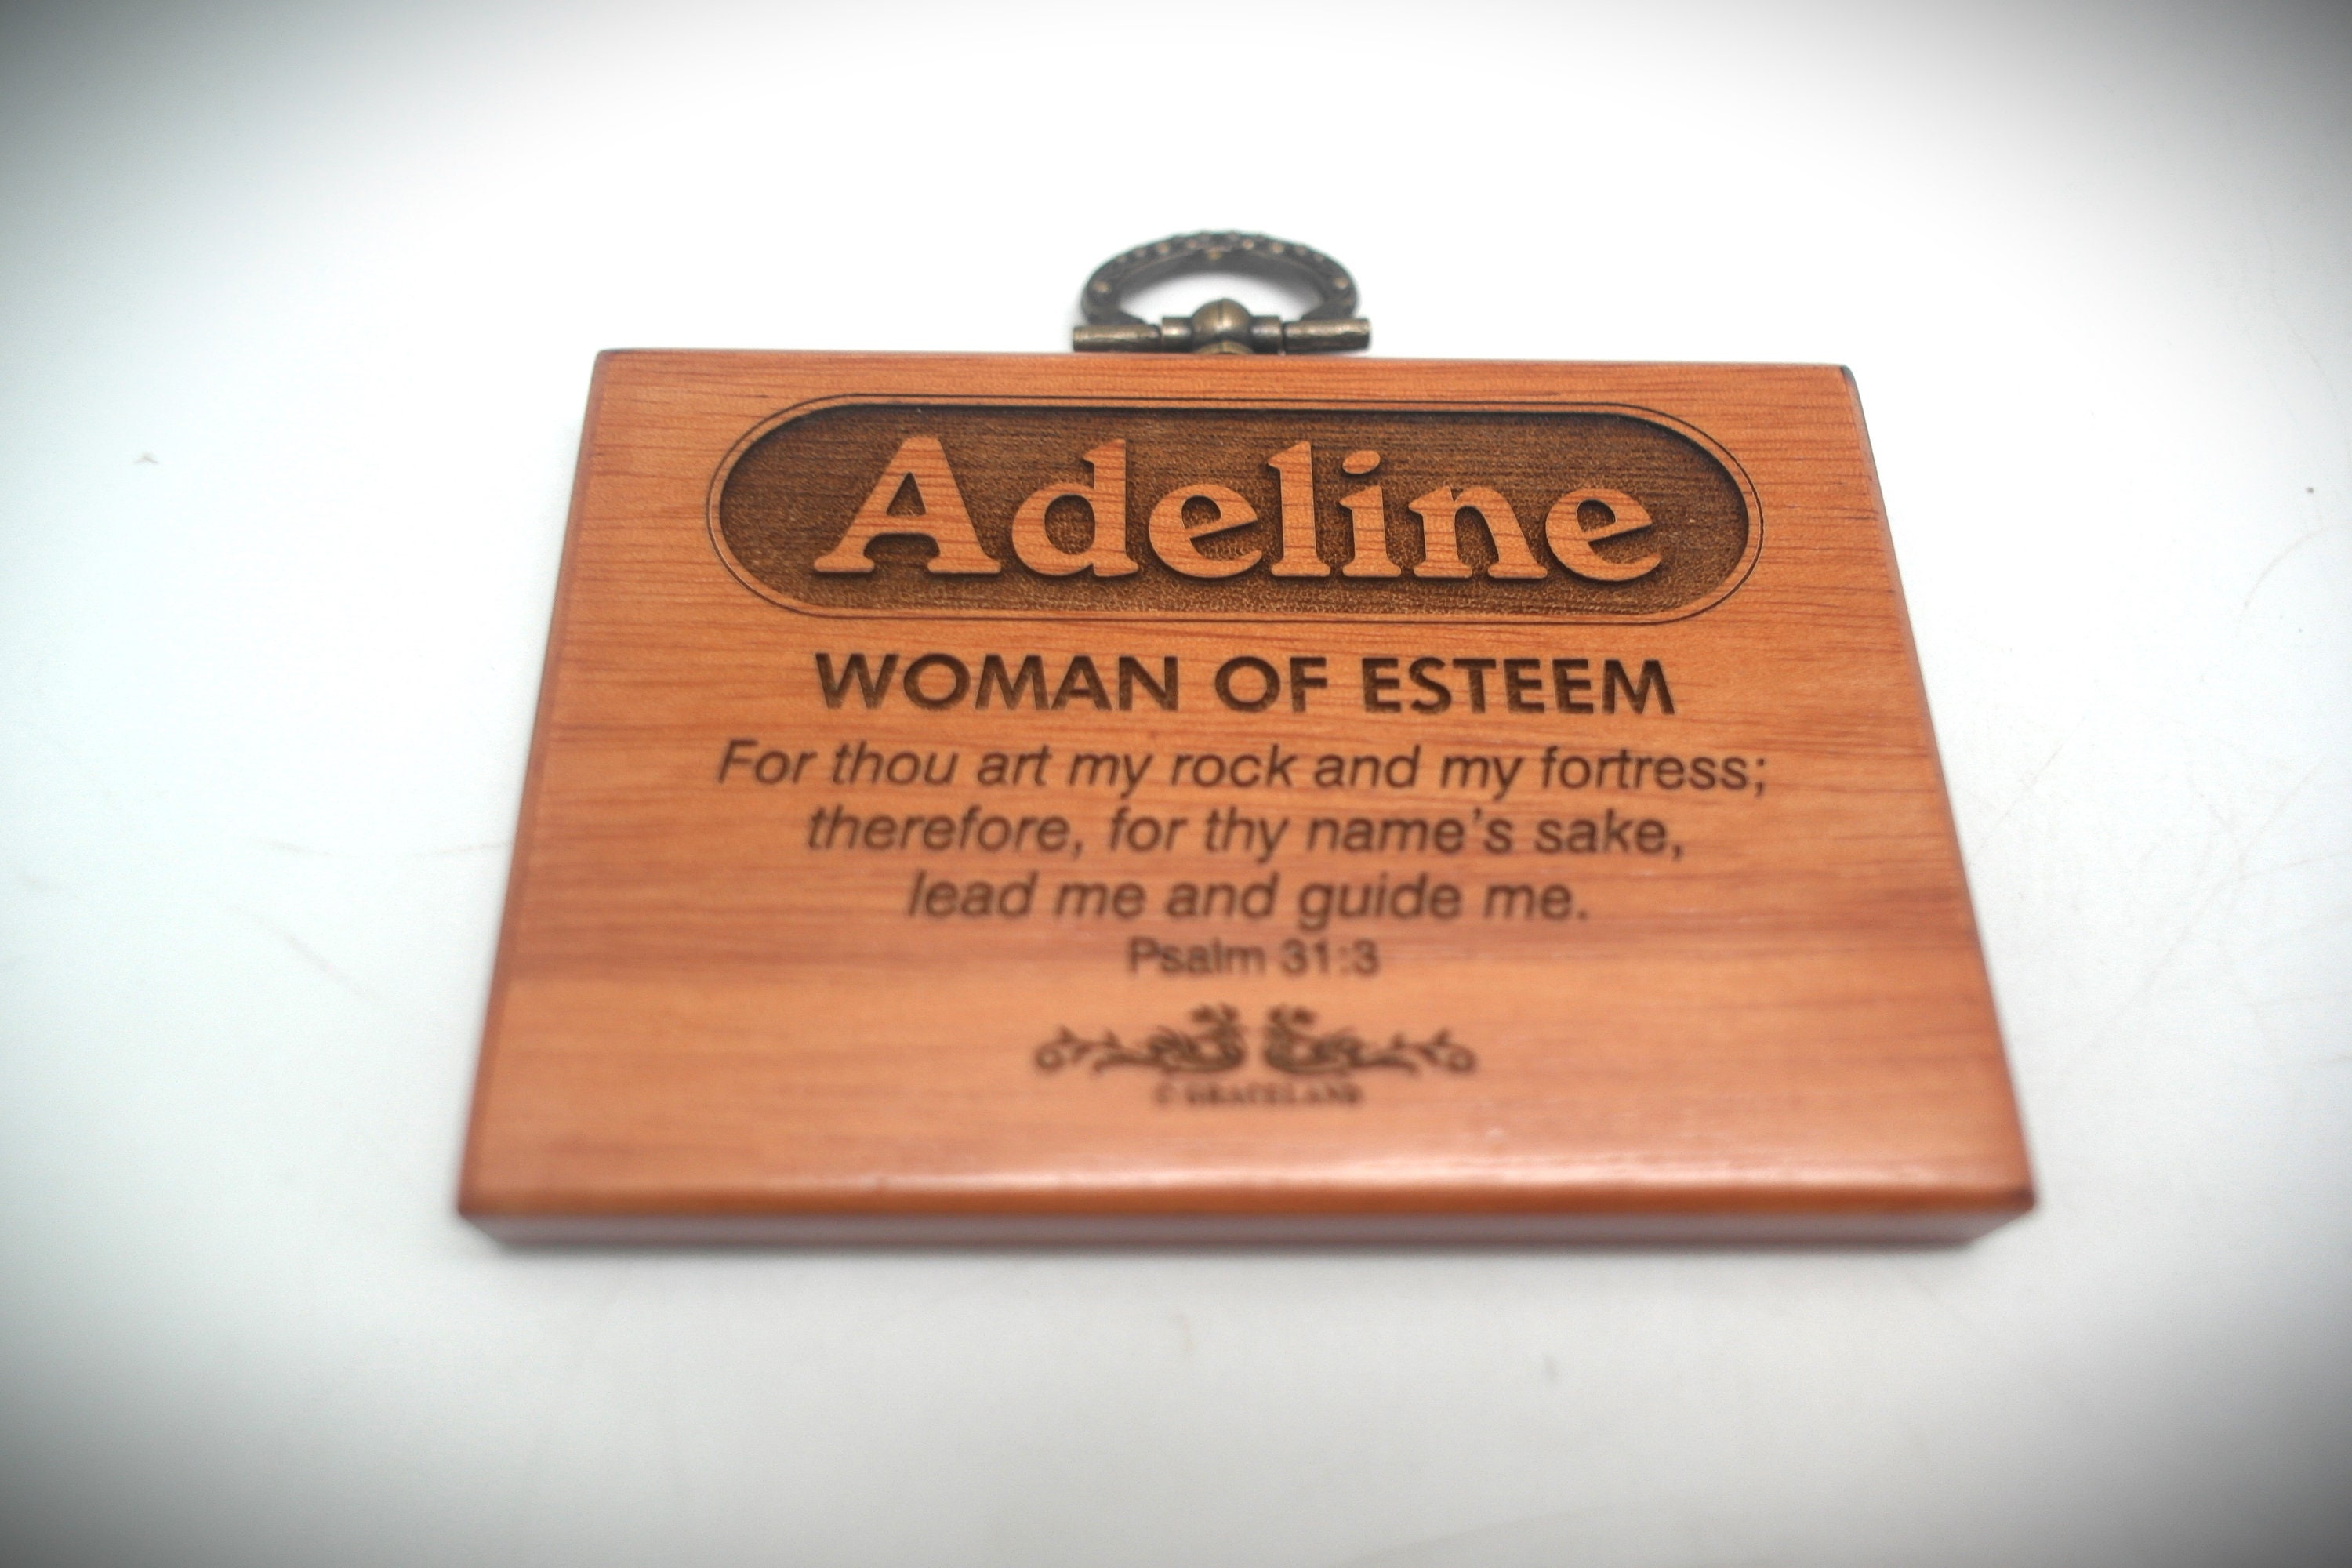 Adeline
WOMAN OF ESTEEM
For thou art my rock and my fortress;
therefore, for thy name's sake,
lead me and guide me.
Psalm 31:3
© GRACELAND